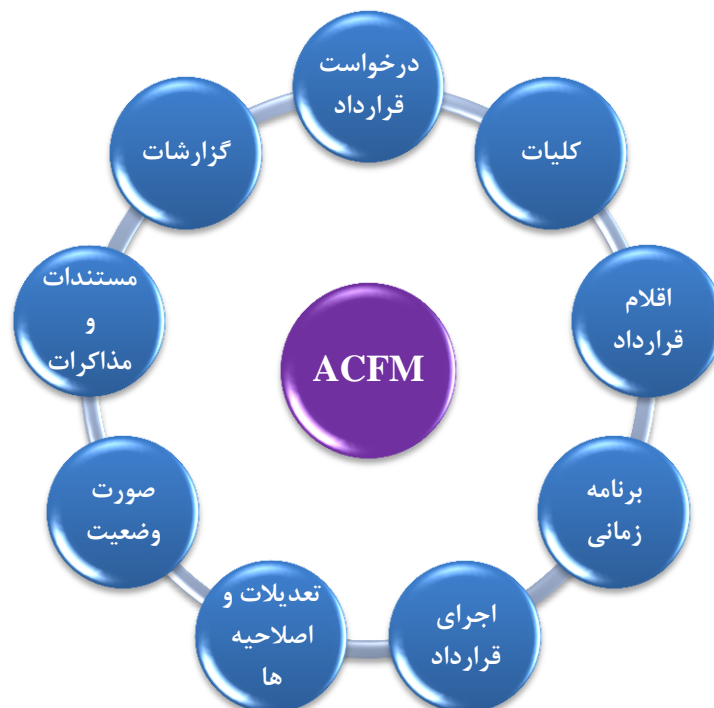 درخواست
قرارداد
کلیات
اقلام
قرارداد
برنامه
زمانی
اجرای
قرارداد
تعدیلات و
اصلاحیه
ها
صورت
وضعیت
مستندات
و
مذاکرات
گزارشات
ACFM